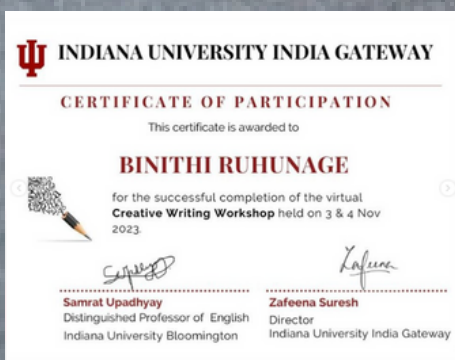 INDIANA UNIVERSITY INDIA GATEWAY
CERTIFICATE OF PARTICIPATION
This certificate is awarded to
BINITHI RUHUNAGE
for the successful completion of the virtual
Creative Writing Workshop held on 3 & 4 Nov
2023.
Samrat Upadhyay
Distinguished Professor of English
Indiana University Bloomington
Zafeena Suresh
Director
Indiana University India Gateway